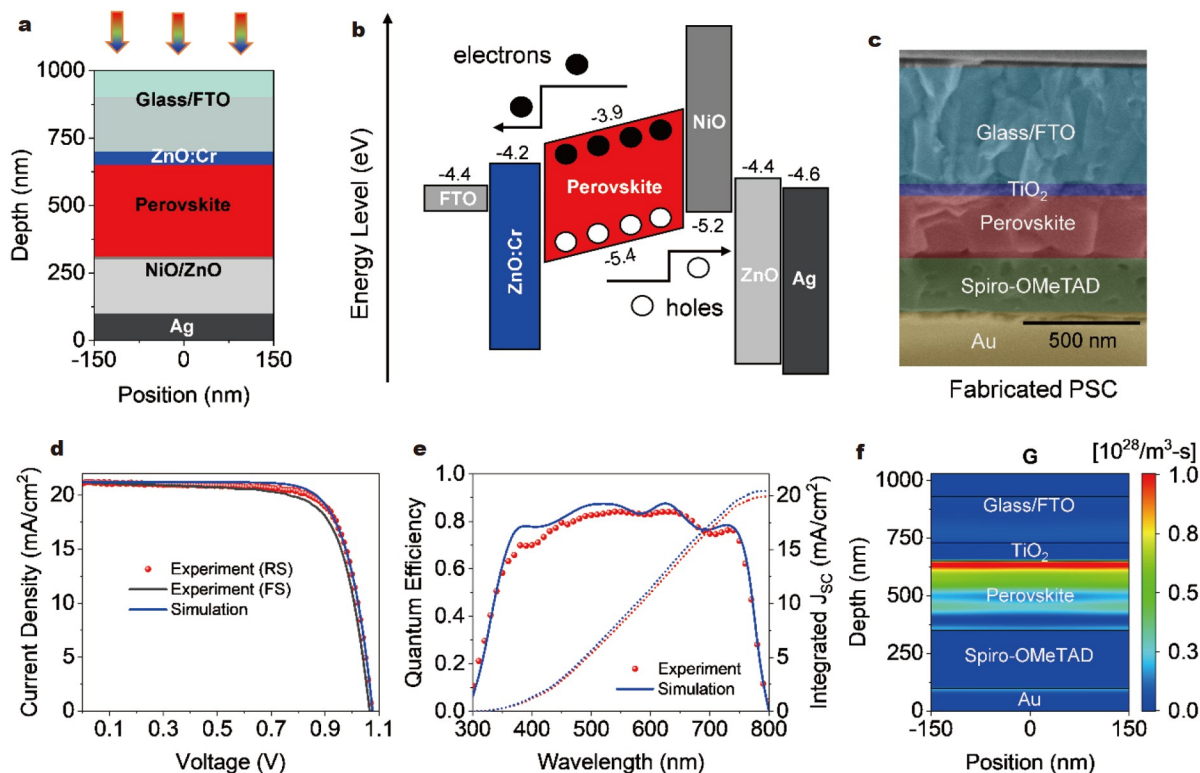 a
1000
750
500
250
0
Depth (nm)
Glass/FTO
ZnO:Cr
Perovskite
NiO/ZnO
Ag
-150
0
150
Position (nm)
b
Energy Level (eV)
electrons
-3.9
-4.2
-4.4
FTO
ZnO:Cr
Perovskite
-5.4
NiO
-5.2
-4.4
-4.6
ZnO
Ag
holes
c
Glass/FTO
TiO2
Perovskite
Spiro-OMeTAD
Au
500 nm
Fabricated PSC
d
Current Density (mA/cm2)
20
15
10
5
0
Experiment (RS)
Experiment (FS)
Simulation
0.1
0.3
0.5
0.7
0.9
1.1
Voltage (V)
e
Quantum Efficiency
1.0
0.8
0.6
0.4
0.2
0.0
Experiment
Simulation
300
400
500
600
700
800
Wavelength (nm)
20
15
10
5
0
Integrated JSC (mA/cm2)
f
G
[10^28/m3-s]
1000
750
500
250
0
Depth (nm)
Glass/FTO
TiO2
Perovskite
Spiro-OMeTAD
Au
-150
0
150
Position (nm)
1.0
0.8
0.5
0.3
0.0